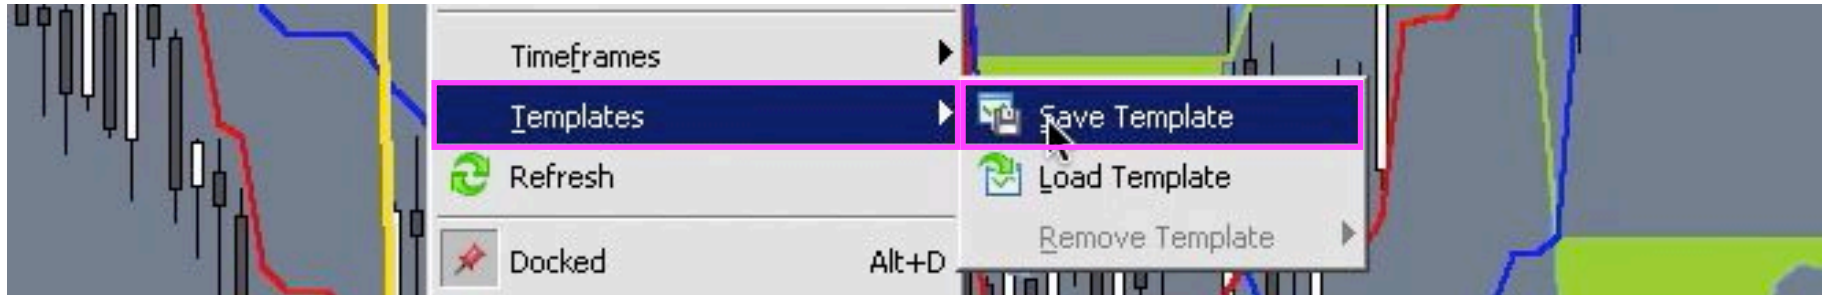 Timeframes
Templates
Refresh
Docked Alt+D
Save Template
Load Template
Remove Template